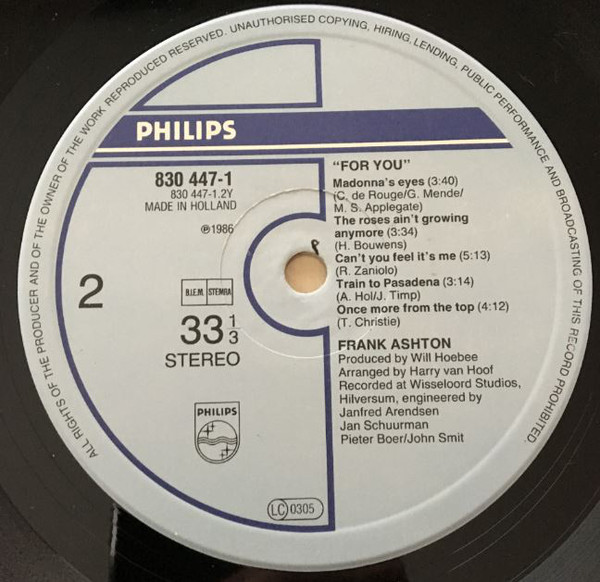 ALL RIGHTS OF THE PRODUCER AND OF THE OWNER OF THE WORK REPRODUCED RESERVED. UNAUTHORISED COPYING, HIRING, LENDING, PUBLIC PERFORMANCE AND BROADCASTING OF THIS RECORD PROHIBITED.
PHILIPS
830 447-1
830 447-1.2Y
MADE IN HOLLAND
℗1986
2
B.I.E.M. STEMRA
33 1/3
STEREO
PHILIPS
LC 0305
"FOR YOU"
Madonna's eyes (3:40)
(C. de Rouge/G. Mende/
M. S. Applegate)
The roses ain't growing
anymore (3:34)
(H. Bouwens)
Can't you feel it's me (5:13)
(R. Zaniolo)
Train to Pasadena (3:14)
(A. Hol/J. Timp)
Once more from the top (4:12)
(T. Christie)
FRANK ASHTON
Produced by Will Hoebee
Arranged by Harry van Hoof
Recorded at Wisseloord Studios,
Hilversum, engineered by
Janfred Arendsen
Jan Schuurman
Pieter Boer/John Smit